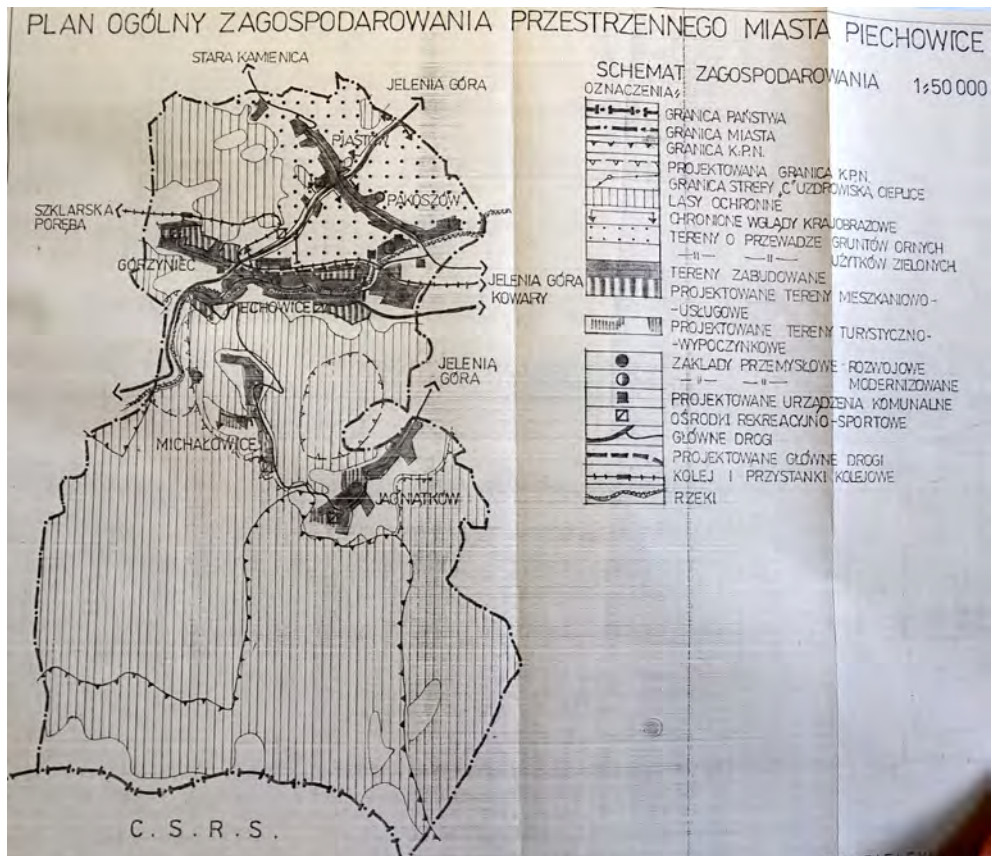 PLAN OGÓLNY ZAGOSPODAROWANIA PRZESTRZENNEGO MIASTA PIECHOWICE
SCHEMAT ZAGOSPODAROWANIA 1:50 000
OZNACZENIA:
GRANICA PAŃSTWA
GRANICA MIASTA
GRANICA K.P.N.
PROJEKTOWANA GRANICA K.P.N.
GRANICA STREFY „C" UZDROWISKA CIEPLICE
LASY OCHRONNE
CHRONIONE WGLĄDY KRAJOBRAZOWE
TERENY O PRZEWADZE GRUNTÓW ORNYCH
—"— —"— UŻYTKÓW ZIELONYCH
TERENY ZABUDOWANE
PROJEKTOWANE TERENY MIESZKANIOWO-
-USŁUGOWE
PROJEKTOWANE TERENY TURYSTYCZNO-
-WYPOCZYNKOWE
ZAKŁADY PRZEMYSŁOWE ROZWOJOWE
—"— —"— MODERNIZOWANE
PROJEKTOWANE URZĄDZENIA KOMUNALNE
OŚRODKI REKREACYJNO-SPORTOWE
GŁÓWNE DROGI
PROJEKTOWANE GŁÓWNE DROGI
KOLEJ I PRZYSTANKI KOLEJOWE
RZEKI
STARA KAMIENICA
JELENIA GÓRA
PIASTÓW
PAKOSZÓW
SZKLARSKA
PORĘBA
GÓRZYNIEC
JELENIA GÓRA
KOWARY
PIECHOWICE
JELENIA
GÓRA
MICHAŁOWICE
JAGNIĄTKÓW
C.S.R.S.